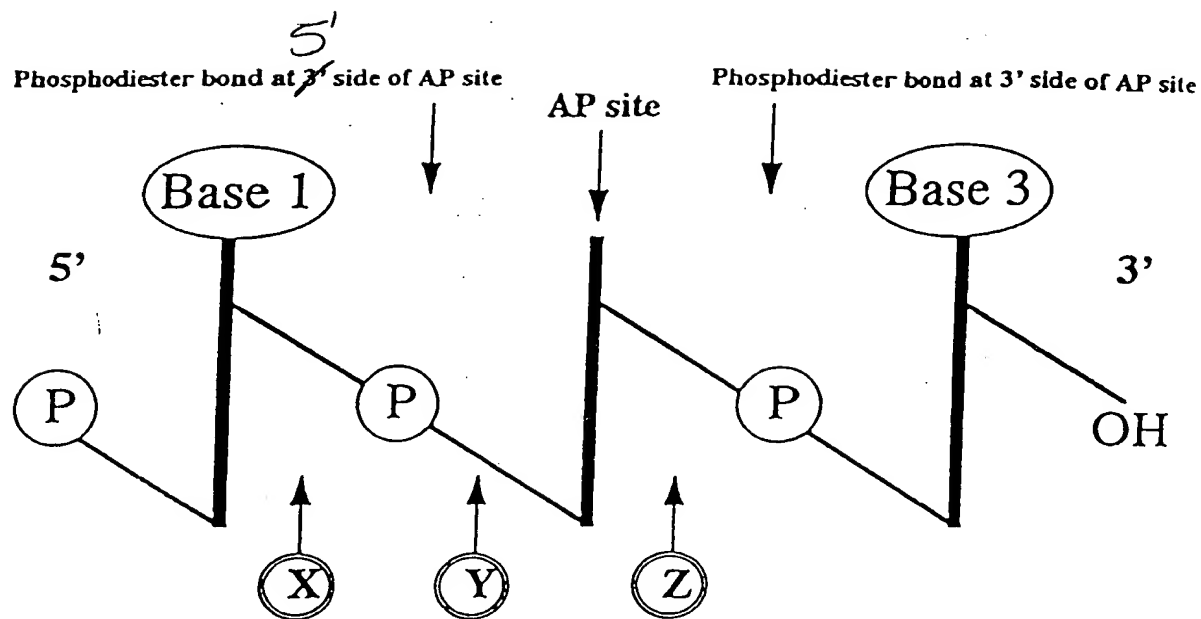 5'
Phosphodiester bond at 3' side of AP site
Phosphodiester bond at 3' side of AP site
AP site
Base 1
Base 3
5'
3'
P
P
P
OH
X
Y
Z